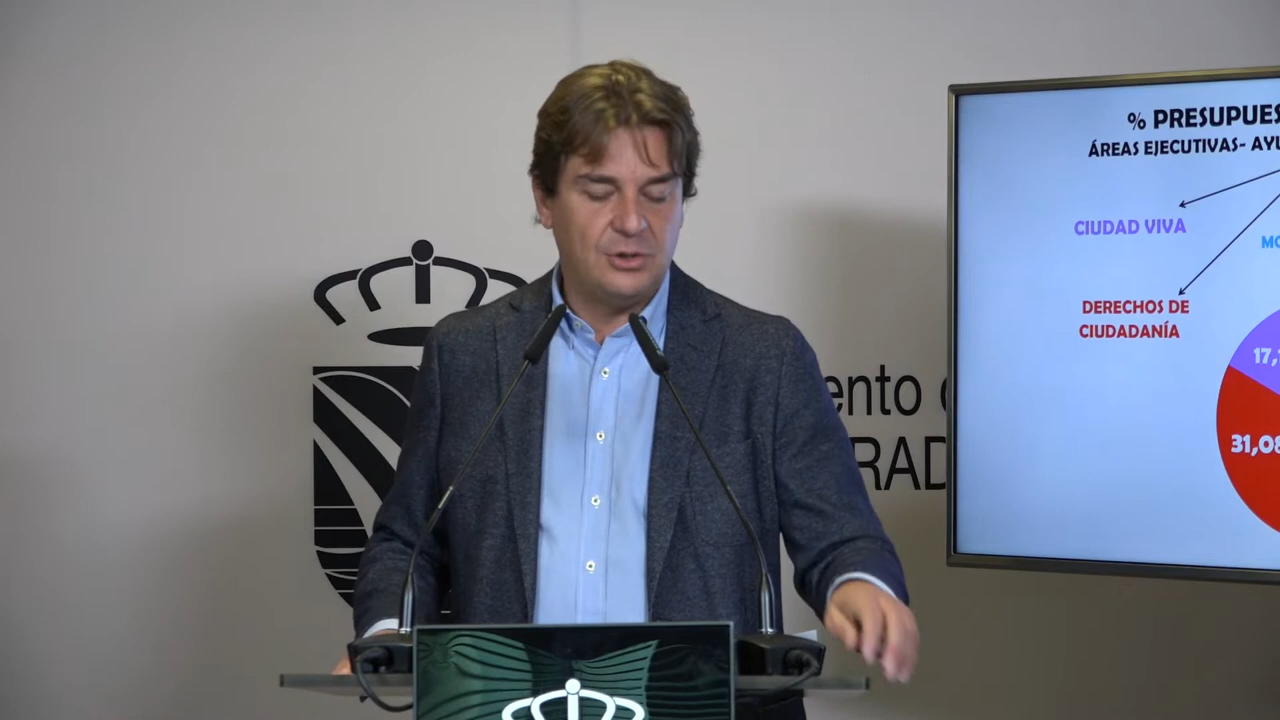 % PRESUPUES
ÁREAS EJECUTIVAS- AYU
CIUDAD VIVA
MO
DERECHOS DE
CIUDADANÍA
17,
31,08
ento
RAD